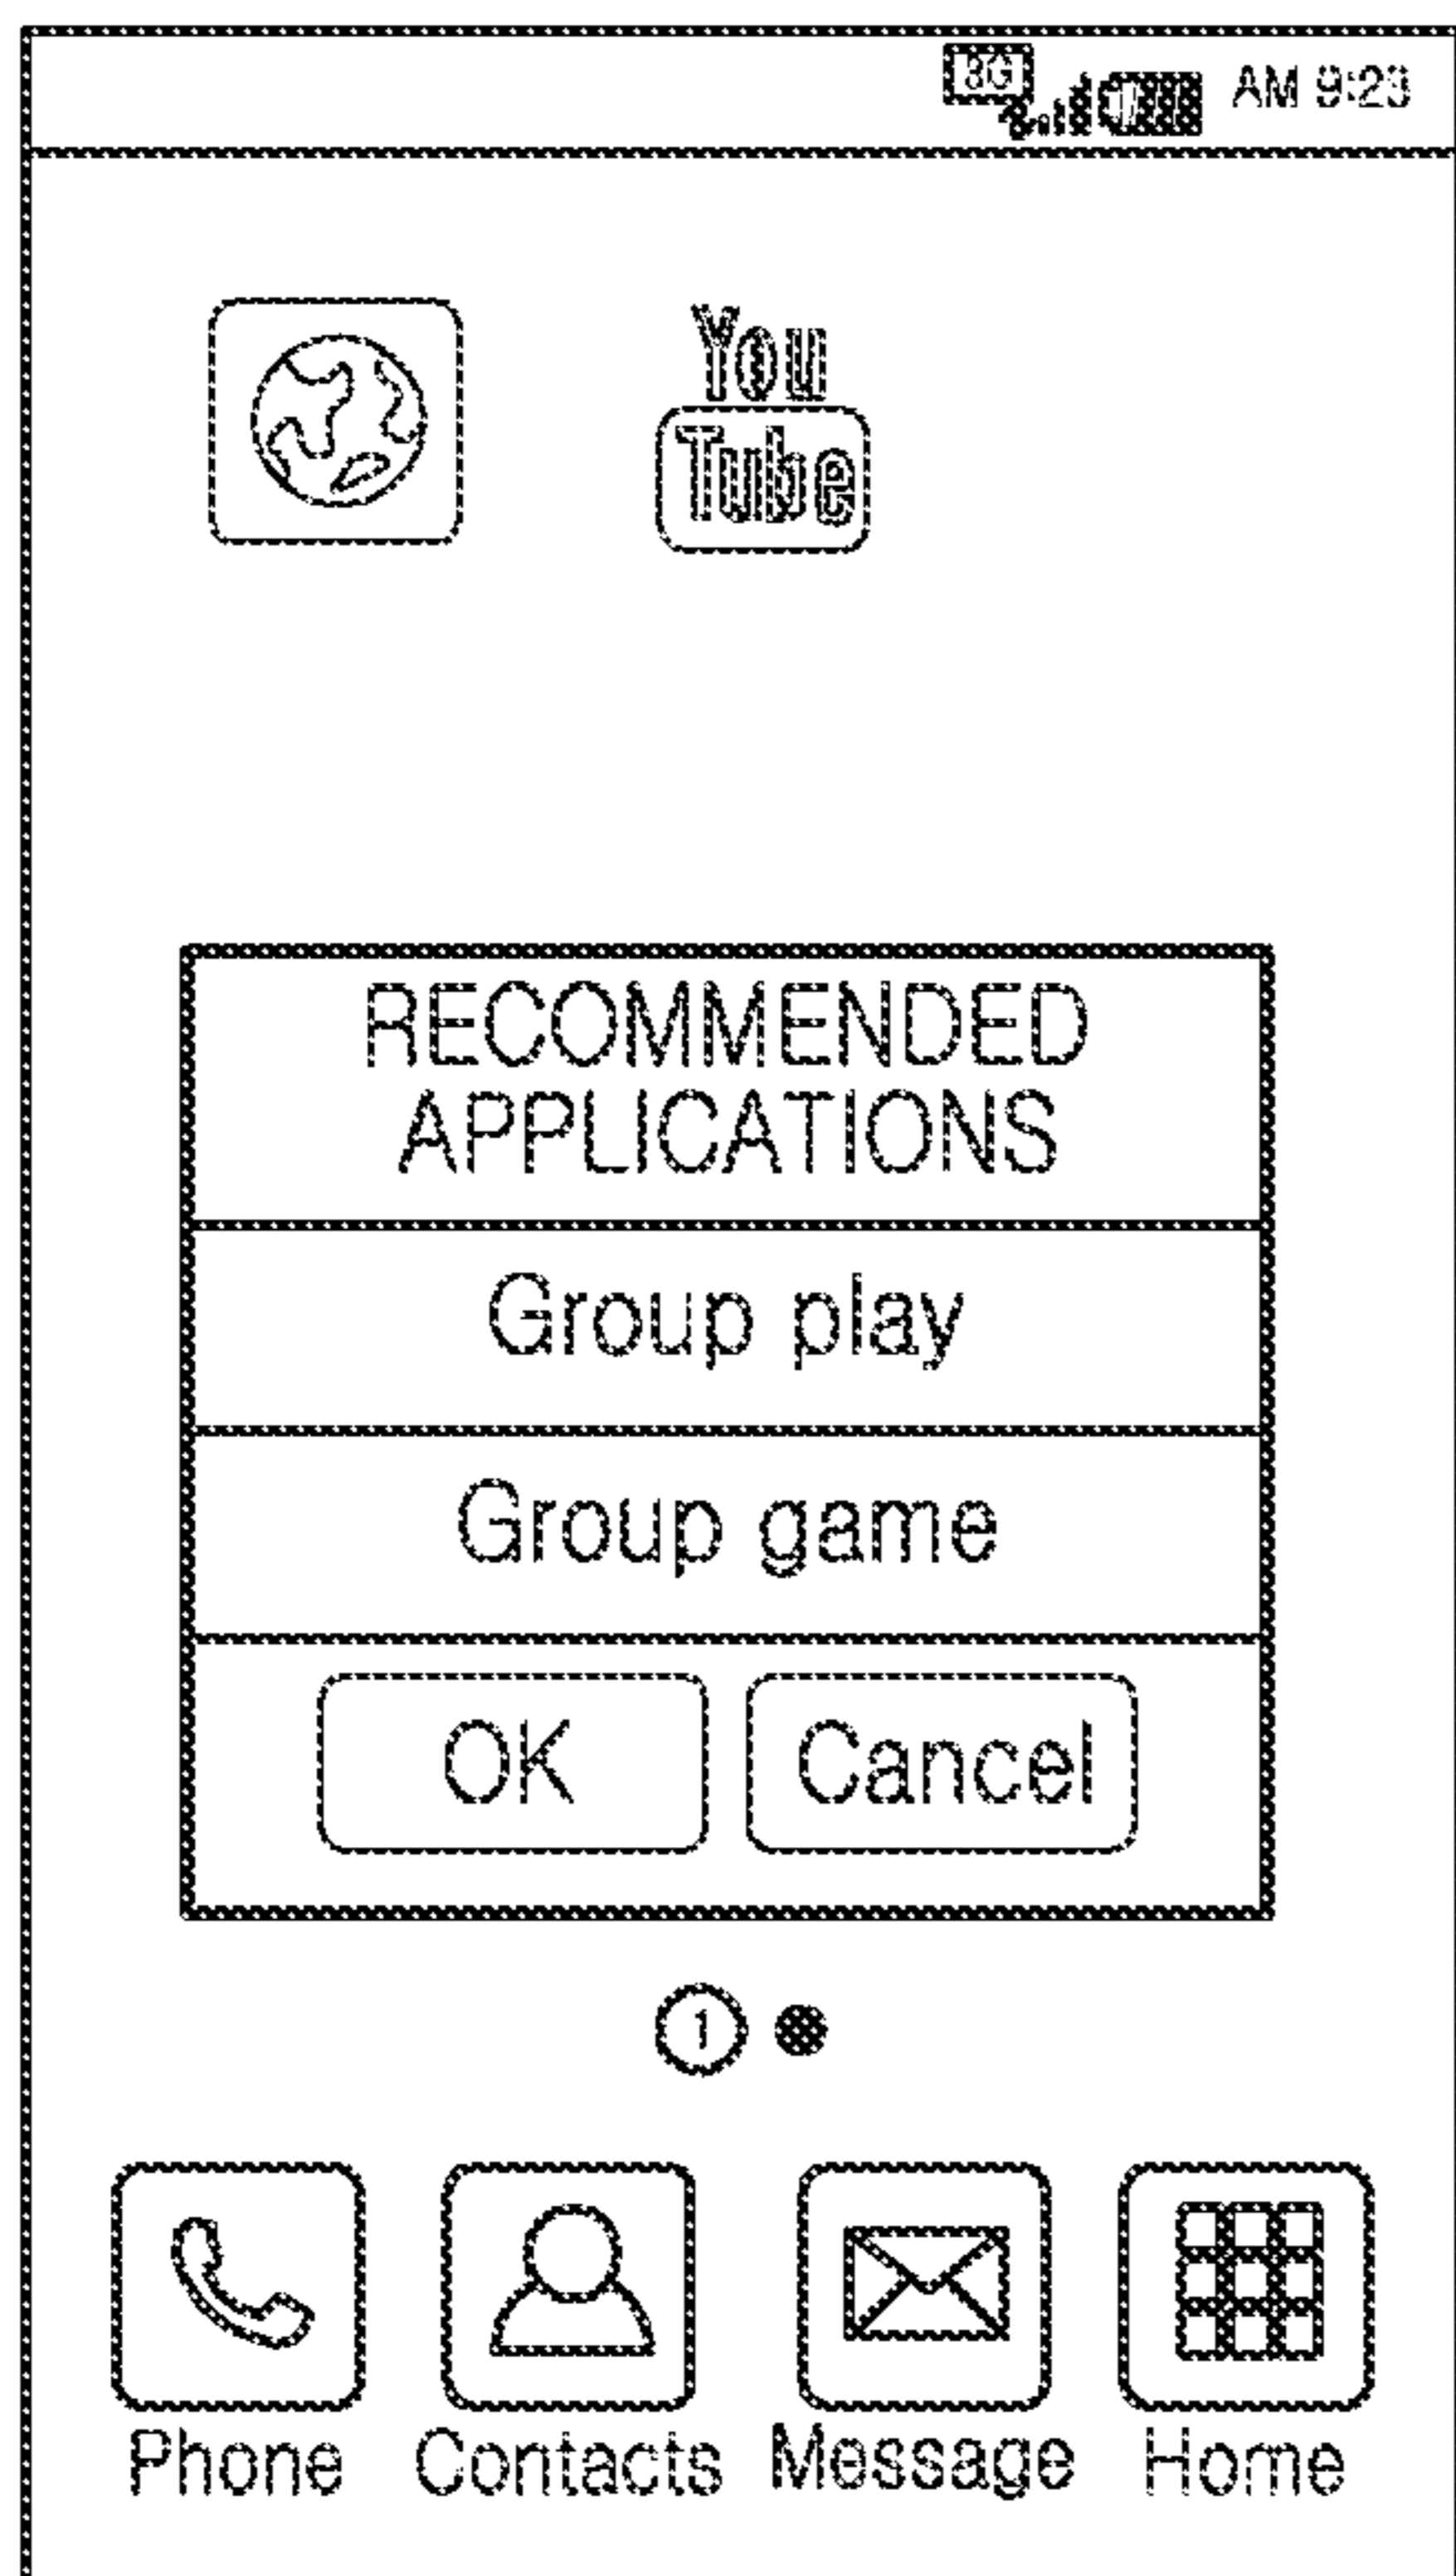 3G AM 9:23
You
Tube
RECOMMENDED
APPLICATIONS
Group play
Group game
OK Cancel
1
Phone Contacts Message Home